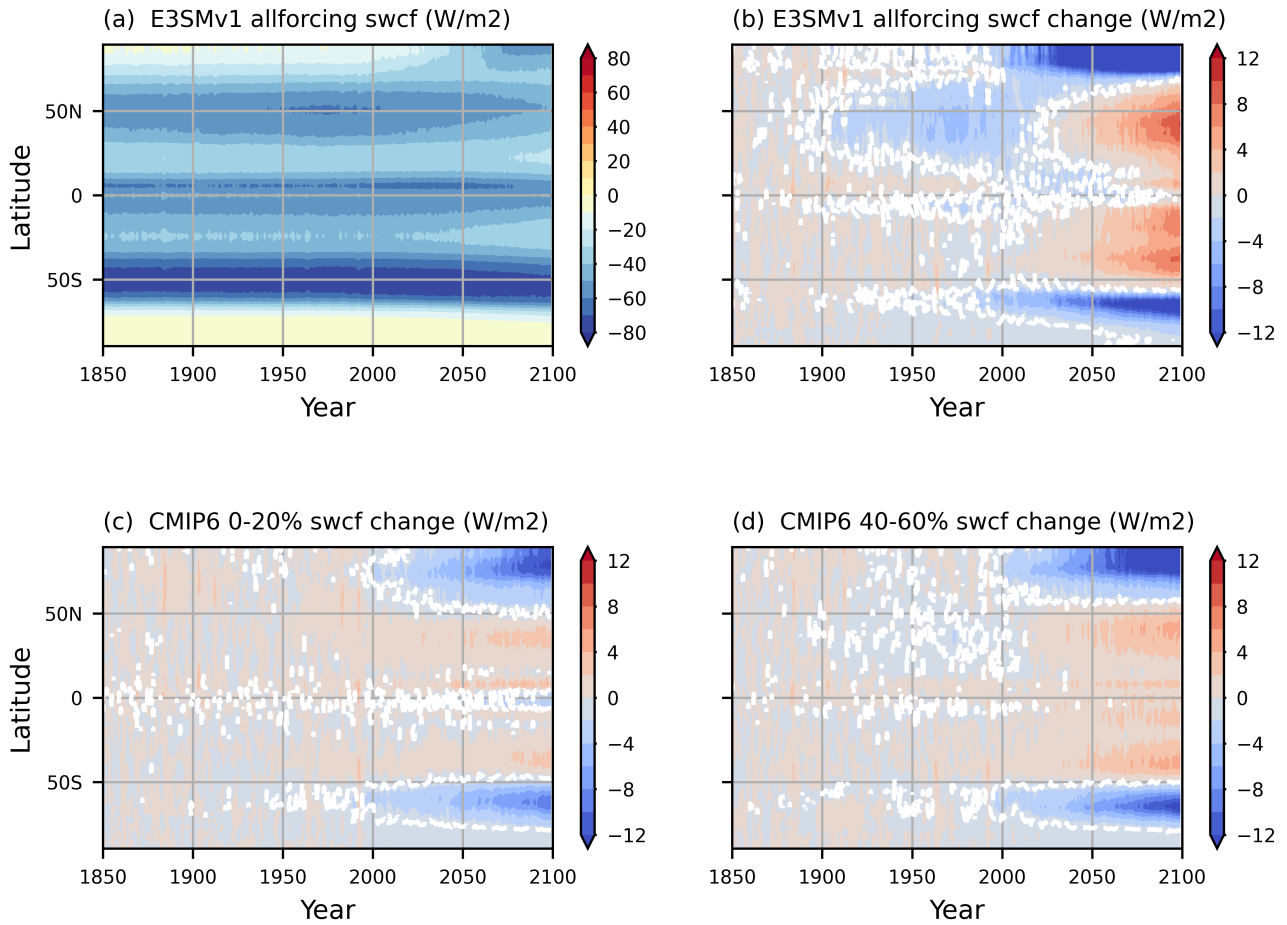 (a)  E3SMv1 allforcing swcf (W/m2)
50N
0
50S
Latitude
1850 1900 1950 2000 2050 2100
Year
80
60
40
20
0
−20
−40
−60
−80
(b) E3SMv1 allforcing swcf change (W/m2)
1850 1900 1950 2000 2050 2100
Year
12
8
4
0
−4
−8
−12
(c)  CMIP6 0-20% swcf change (W/m2)
50N
0
50S
Latitude
1850 1900 1950 2000 2050 2100
Year
12
8
4
0
−4
−8
−12
(d)  CMIP6 40-60% swcf change (W/m2)
1850 1900 1950 2000 2050 2100
Year
12
8
4
0
−4
−8
−12